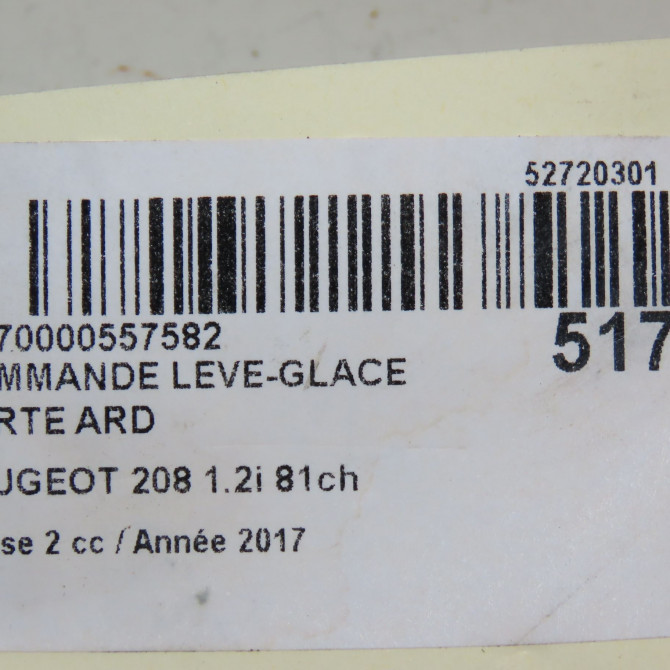 52720301
70000557582
517
MMANDE LEVE-GLACE
RTE ARD
UGEOT 208 1.2i 81ch
se 2 cc / Année 2017